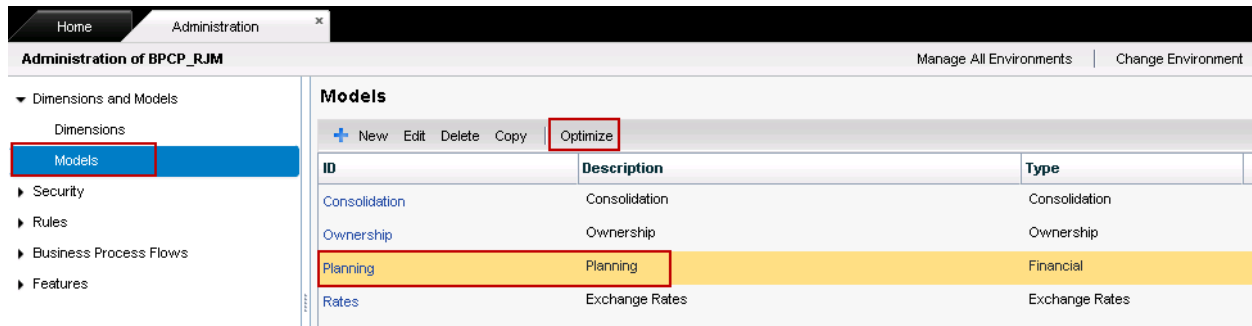 Home Administration ×
Administration of BPCP_RJM Manage All Environments | Change Environment
Dimensions and Models
Dimensions
Models
Security
Rules
Business Process Flows
Features
Models
New Edit Delete Copy | Optimize
ID Description Type
Consolidation Consolidation Consolidation
Ownership Ownership Ownership
Planning Planning Financial
Rates Exchange Rates Exchange Rates